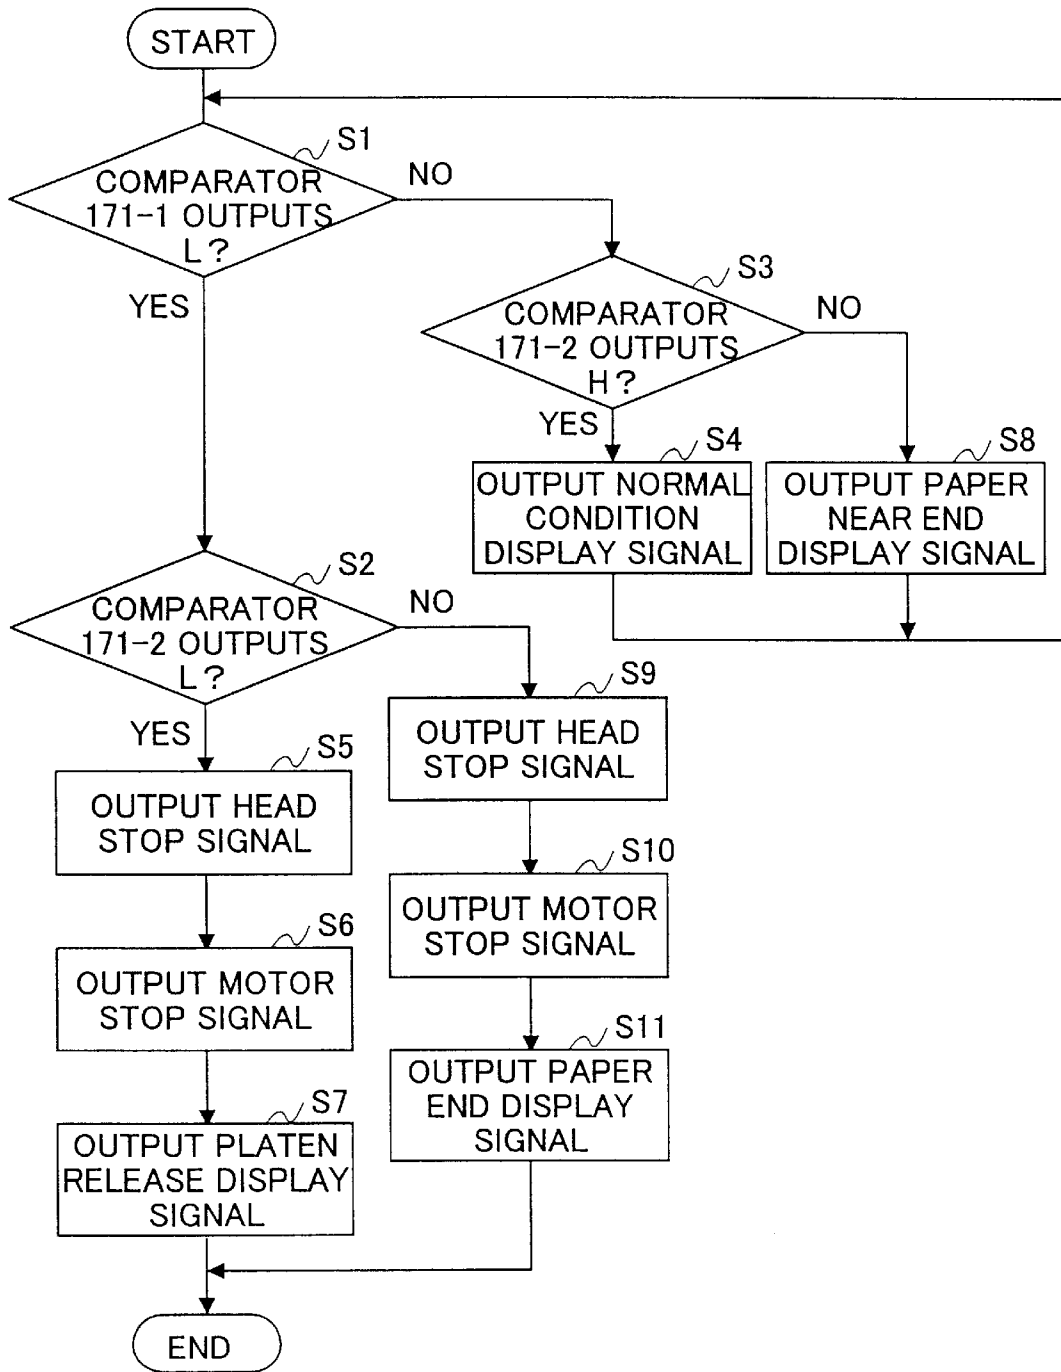 START
S1
COMPARATOR
171-1 OUTPUTS
L?
NO
YES
S3
COMPARATOR
171-2 OUTPUTS
H?
NO
YES
S4
OUTPUT NORMAL
CONDITION
DISPLAY SIGNAL
S8
OUTPUT PAPER
NEAR END
DISPLAY SIGNAL
S2
COMPARATOR
171-2 OUTPUTS
L?
NO
YES
S5
OUTPUT HEAD
STOP SIGNAL
S6
OUTPUT MOTOR
STOP SIGNAL
S7
OUTPUT PLATEN
RELEASE DISPLAY
SIGNAL
S9
OUTPUT HEAD
STOP SIGNAL
S10
OUTPUT MOTOR
STOP SIGNAL
S11
OUTPUT PAPER
END DISPLAY
SIGNAL
END